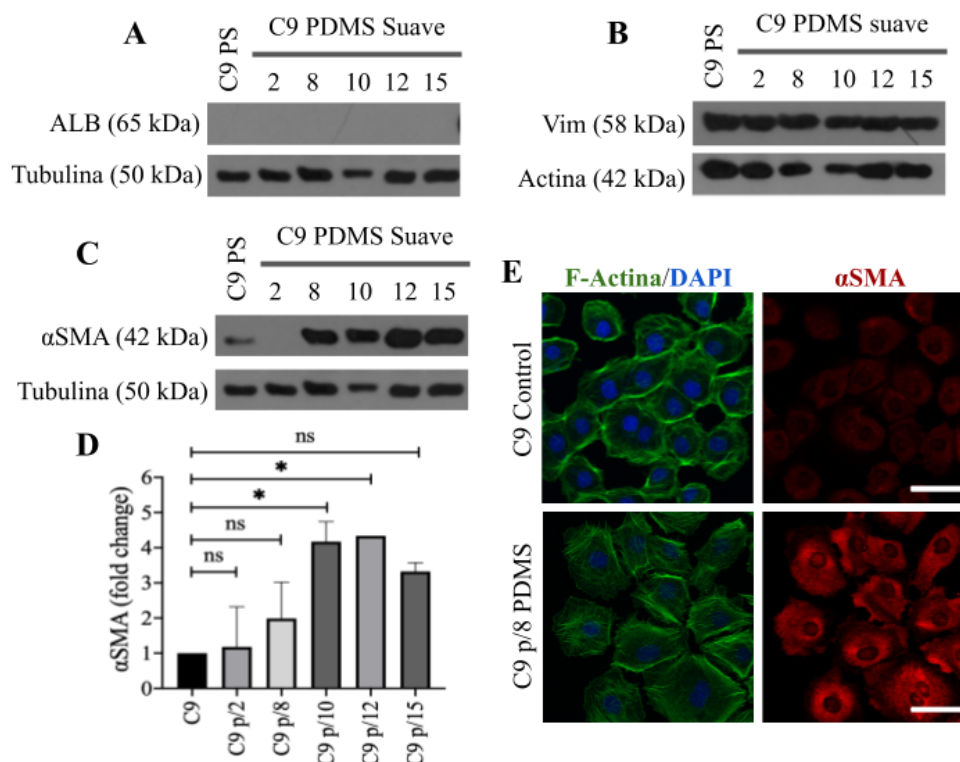 A
C9 PS
C9 PDMS Suave
2 8 10 12 15
ALB (65 kDa)
Tubulina (50 kDa)
B
C9 PS
C9 PDMS suave
2 8 10 12 15
Vim (58 kDa)
Actina (42 kDa)
C
C9 PS
C9 PDMS Suave
2 8 10 12 15
αSMA (42 kDa)
Tubulina (50 kDa)
D
ns
*
*
ns
ns
αSMA (fold change)
6
5
4
3
2
1
0
C9 C9 p/2 C9 p/8 C9 p/10 C9 p/12 C9 p/15
E
F-Actina/DAPI αSMA
C9 Control
C9 p/8 PDMS